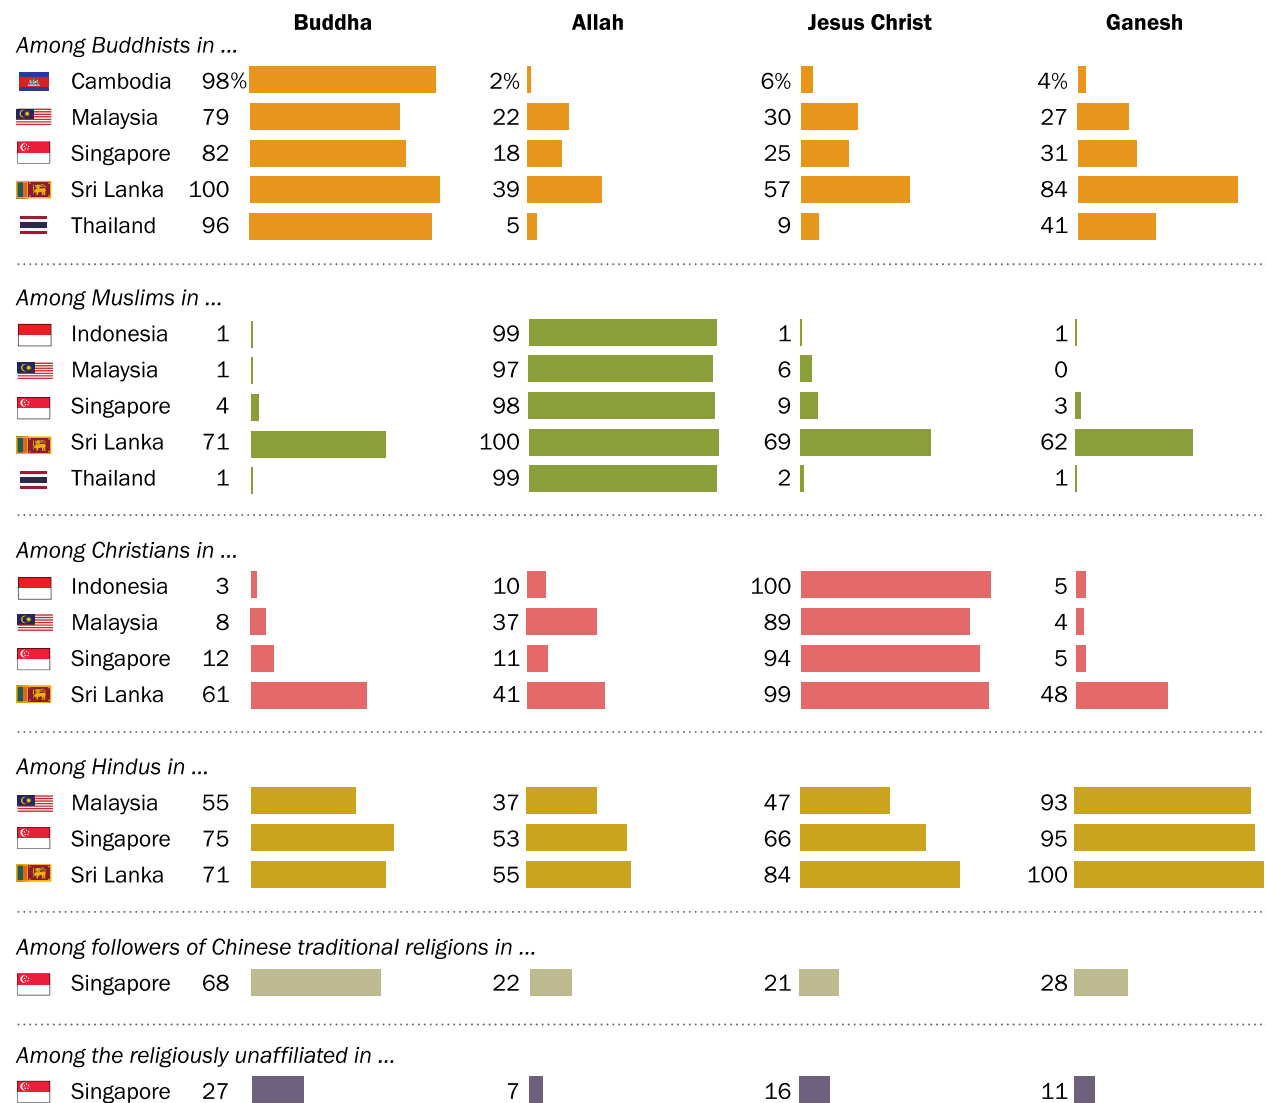 Buddha Allah Jesus Christ Ganesh
Among Buddhists in ...
Cambodia 98% 2% 6% 4%
Malaysia 79 22 30 27
Singapore 82 18 25 31
Sri Lanka 100 39 57 84
Thailand 96 5 9 41
Among Muslims in ...
Indonesia 1 99 1 1
Malaysia 1 97 6 0
Singapore 4 98 9 3
Sri Lanka 71 100 69 62
Thailand 1 99 2 1
Among Christians in ...
Indonesia 3 10 100 5
Malaysia 8 37 89 4
Singapore 12 11 94 5
Sri Lanka 61 41 99 48
Among Hindus in ...
Malaysia 55 37 47 93
Singapore 75 53 66 95
Sri Lanka 71 55 84 100
Among followers of Chinese traditional religions in ...
Singapore 68 22 21 28
Among the religiously unaffiliated in ...
Singapore 27 7 16 11